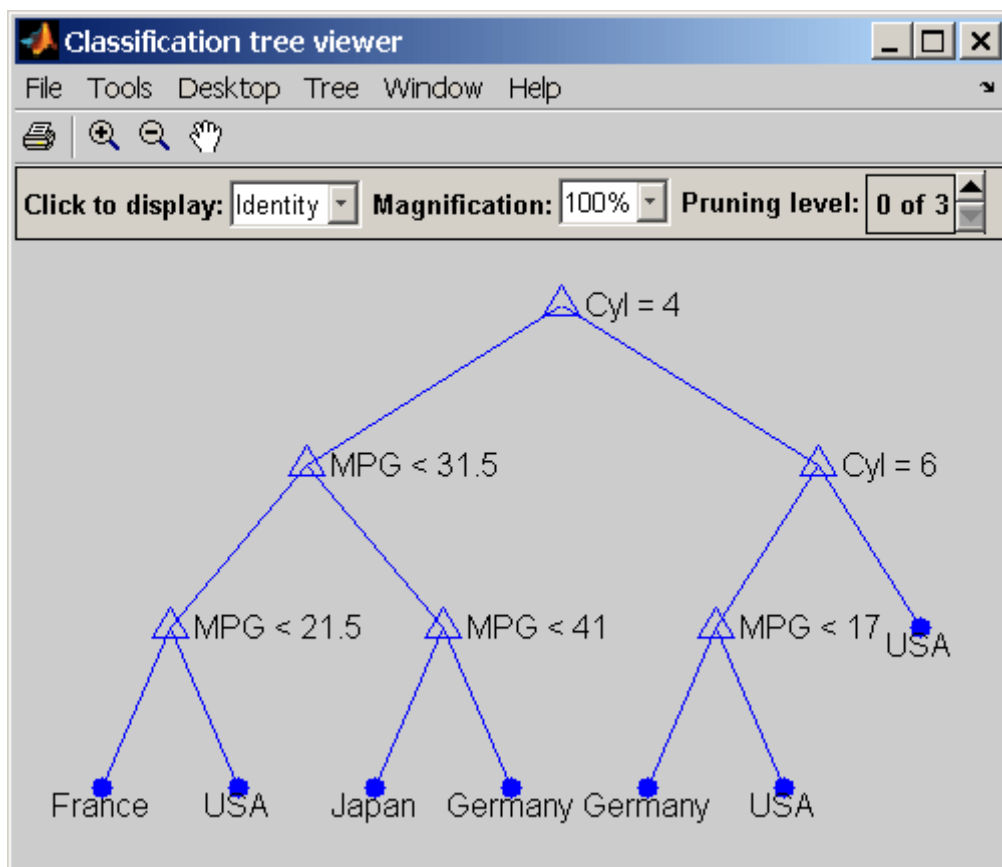 Classification tree viewer
File Tools Desktop Tree Window Help
Click to display: Identity Magnification: 100% Pruning level: 0 of 3
Cyl = 4
MPG < 31.5 Cyl = 6
MPG < 21.5 MPG < 41 MPG < 17 USA
France USA Japan Germany Germany USA